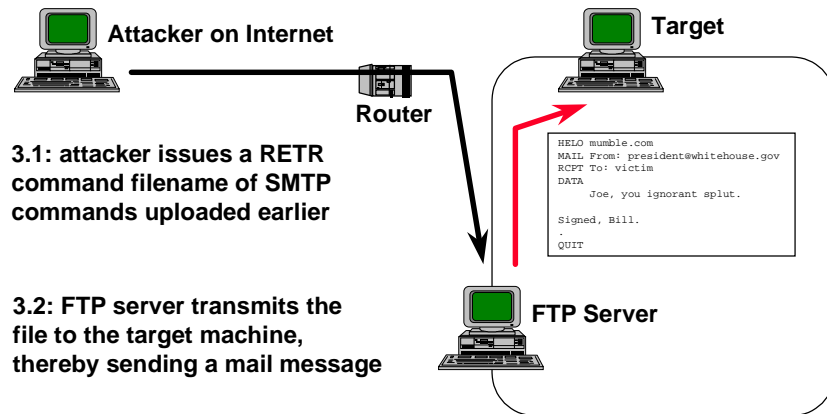 Attacker on Internet
Target
Router
3.1: attacker issues a RETR
command filename of SMTP
commands uploaded earlier
HELO mumble.com
MAIL From: president@whitehouse.gov
RCPT To: victim
DATA
Joe, you ignorant splut.
Signed, Bill.
.
QUIT
3.2: FTP server transmits the
file to the target machine,
thereby sending a mail message
FTP Server